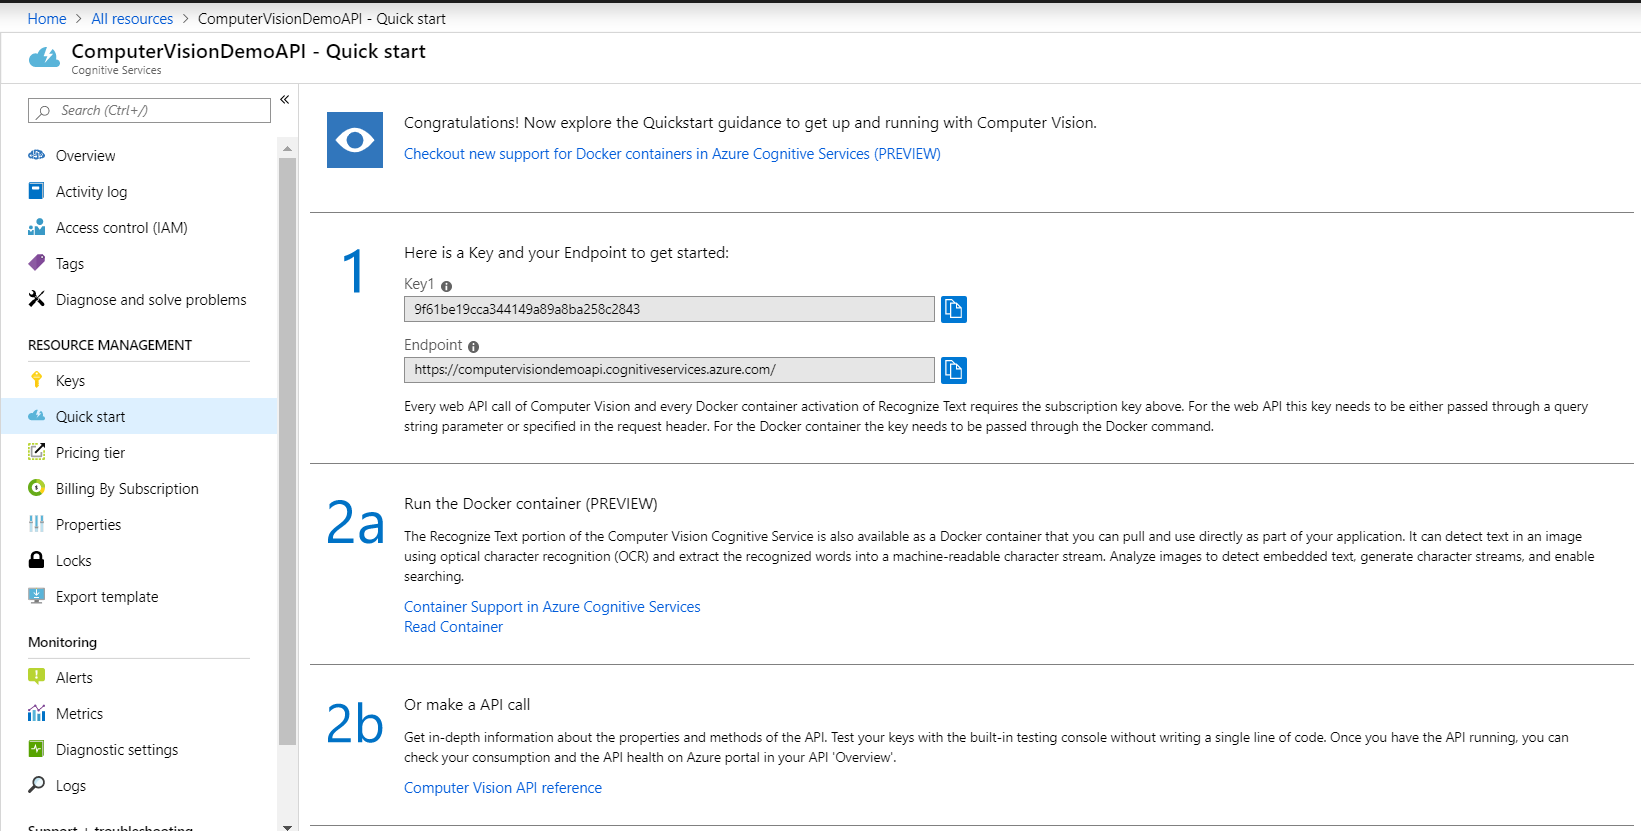 Home > All resources > ComputerVisionDemoAPI - Quick start
ComputerVisionDemoAPI - Quick start
Cognitive Services
Search (Ctrl+/)
«
Overview
Activity log
Access control (IAM)
Tags
Diagnose and solve problems
RESOURCE MANAGEMENT
Keys
Quick start
Pricing tier
Billing By Subscription
Properties
Locks
Export template
Monitoring
Alerts
Metrics
Diagnostic settings
Logs
Support + troubleshooting
Congratulations! Now explore the Quickstart guidance to get up and running with Computer Vision.
Checkout new support for Docker containers in Azure Cognitive Services (PREVIEW)
1
Here is a Key and your Endpoint to get started:
Key1
9f61be19cca344149a89a8ba258c2843
Endpoint
https://computervisiondemoapi.cognitiveservices.azure.com/
Every web API call of Computer Vision and every Docker container activation of Recognize Text requires the subscription key above. For the web API this key needs to be either passed through a query
string parameter or specified in the request header. For the Docker container the key needs to be passed through the Docker command.
2a
Run the Docker container (PREVIEW)
The Recognize Text portion of the Computer Vision Cognitive Service is also available as a Docker container that you can pull and use directly as part of your application. It can detect text in an image
using optical character recognition (OCR) and extract the recognized words into a machine-readable character stream. Analyze images to detect embedded text, generate character streams, and enable
searching.
Container Support in Azure Cognitive Services
Read Container
2b
Or make a API call
Get in-depth information about the properties and methods of the API. Test your keys with the built-in testing console without writing a single line of code. Once you have the API running, you can
check your consumption and the API health on Azure portal in your API 'Overview'.
Computer Vision API reference